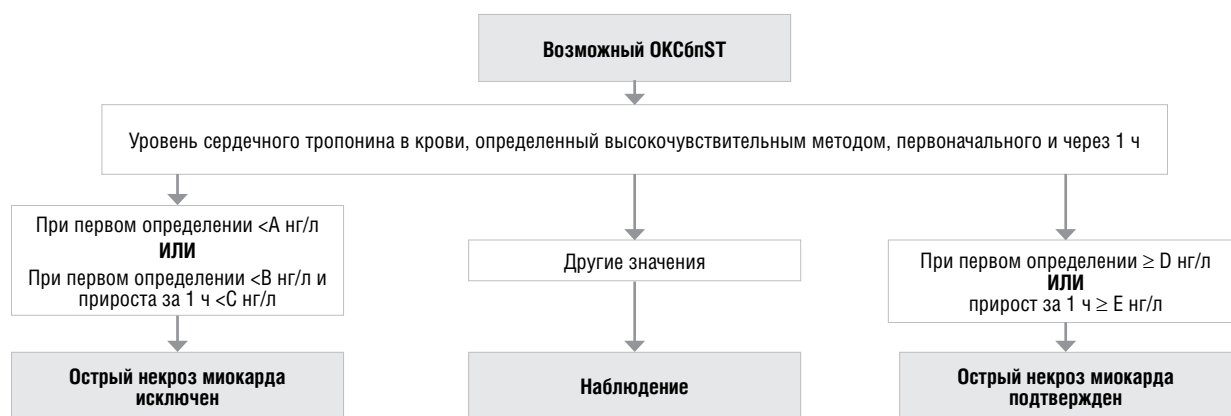 Возможный ОКСбпST
Уровень сердечного тропонина в крови, определенный высокочувствительным методом, первоначального и через 1 ч
При первом определении <A нг/л
ИЛИ
При первом определении <B нг/л и
прироста за 1 ч <C нг/л
Другие значения
При первом определении ≥ D нг/л
ИЛИ
прирост за 1 ч ≥ E нг/л
Острый некроз миокарда
исключен
Наблюдение
Острый некроз миокарда
подтвержден